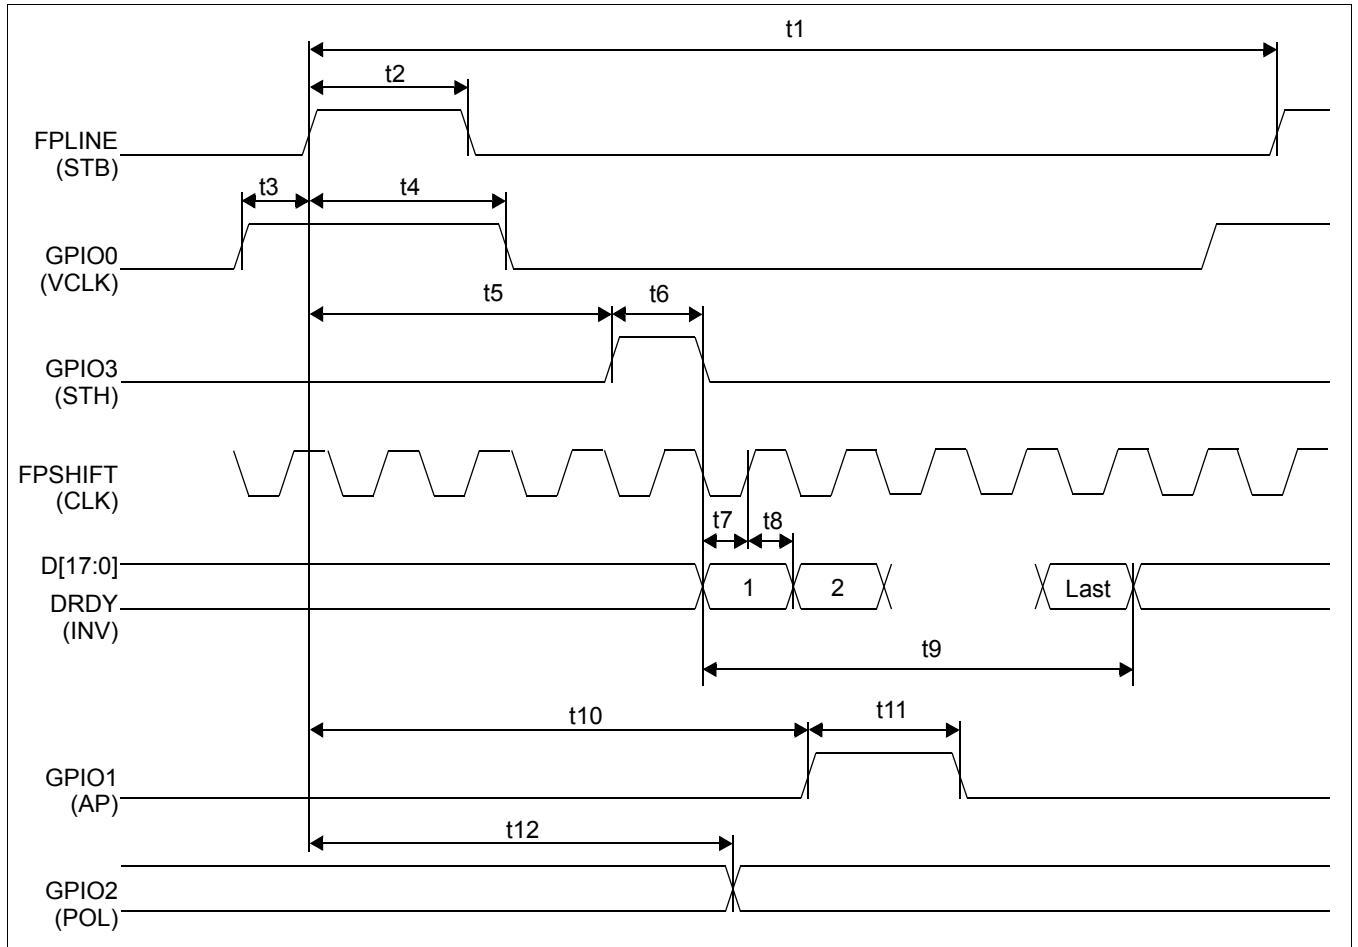 t1
t2
FPLINE
(STB)
t3
t4
GPIO0
(VCLK)
t5
t6
GPIO3
(STH)
FPSHIFT
(CLK)
t7
t8
D[17:0]
1
2
Last
DRDY
(INV)
t9
t10
t11
GPIO1
(AP)
t12
GPIO2
(POL)